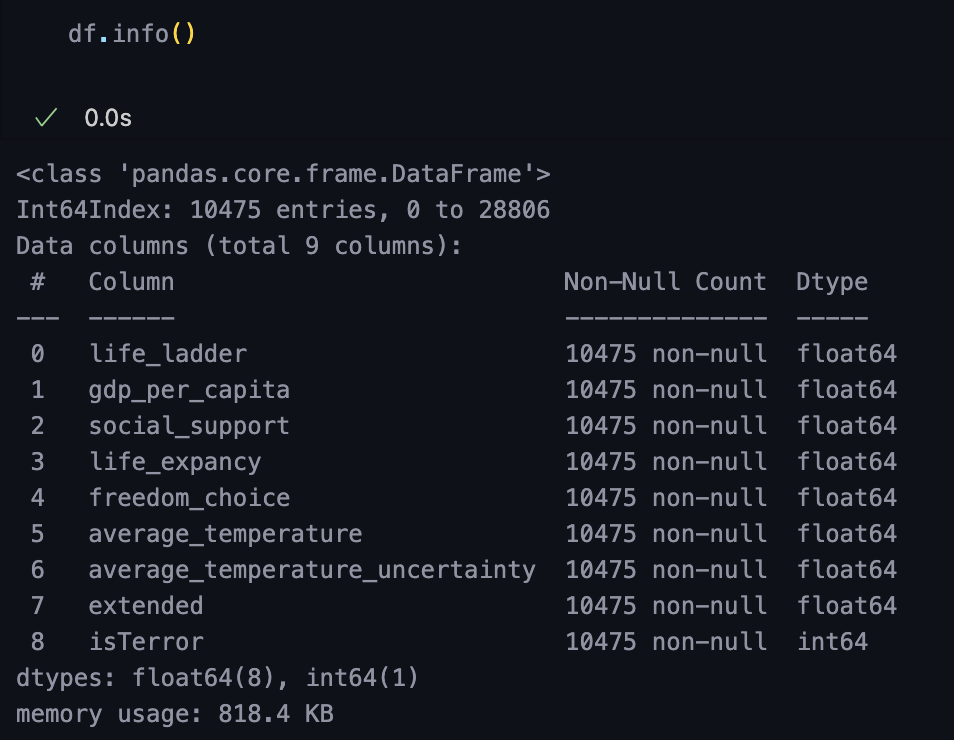 df.info()
0.0s
<class 'pandas.core.frame.DataFrame'>
Int64Index: 10475 entries, 0 to 28806
Data columns (total 9 columns):
 #   Column                           Non-Null Count  Dtype
---  ------                           --------------  -----
 0   life_ladder                      10475 non-null  float64
 1   gdp_per_capita                   10475 non-null  float64
 2   social_support                   10475 non-null  float64
 3   life_expancy                     10475 non-null  float64
 4   freedom_choice                   10475 non-null  float64
 5   average_temperature              10475 non-null  float64
 6   average_temperature_uncertainty  10475 non-null  float64
 7   extended                         10475 non-null  float64
 8   isTerror                         10475 non-null  int64
dtypes: float64(8), int64(1)
memory usage: 818.4 KB